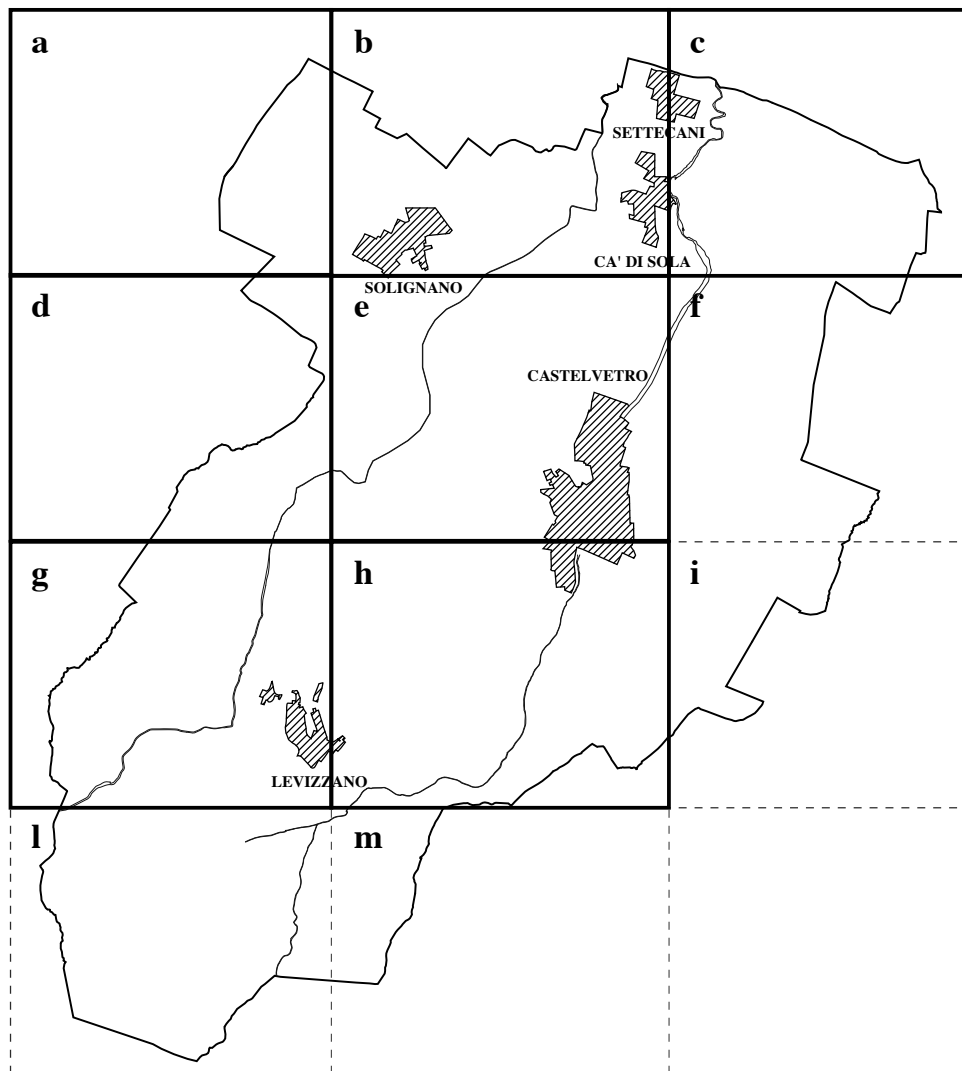 a
b
c
SETTECANI
CA' DI SOLA
SOLIGNANO
d
e
f
CASTELVETRO
g
h
i
LEVIZZANO
l
m